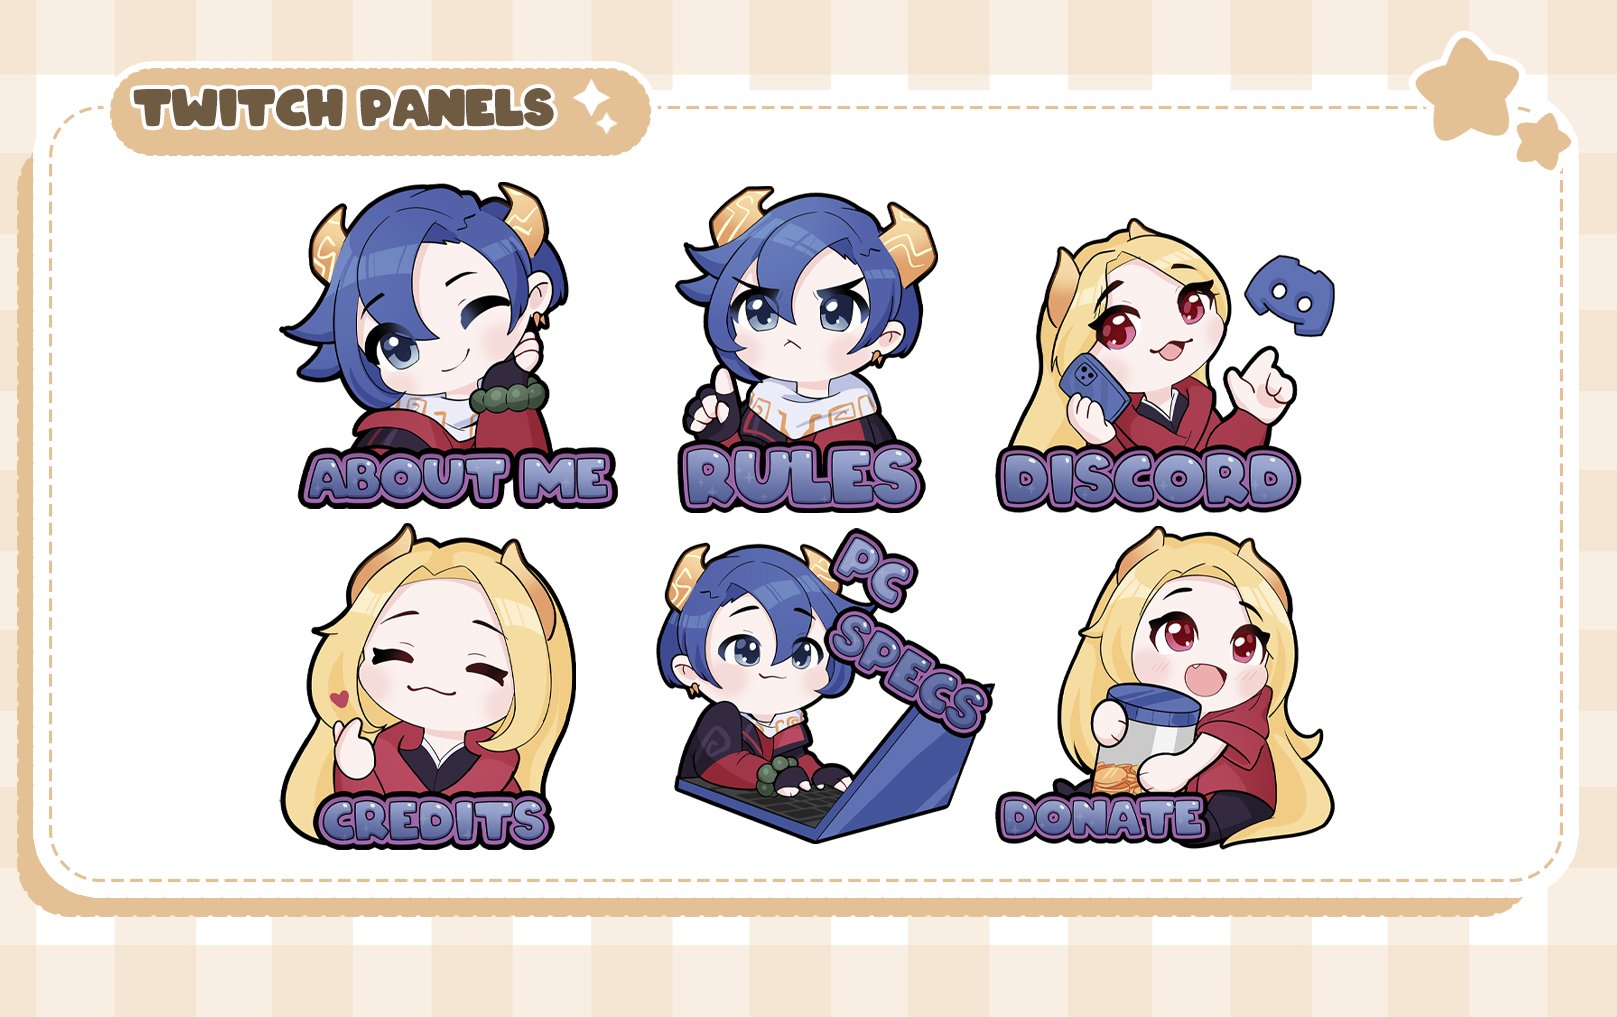 TWITCH PANELS
ABOUT ME
RULES
DISCORD
CREDITS
PC
SPECS
DONATE